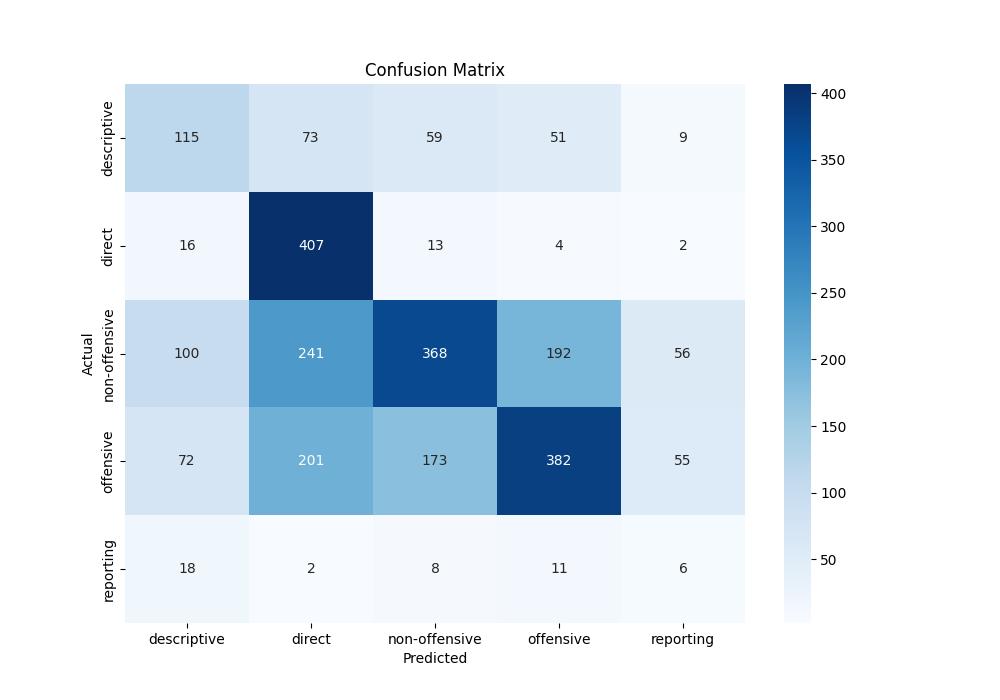 Confusion Matrix
descriptive 115 73 59 51 9
direct 16 407 13 4 2
non-offensive 100 241 368 192 56
offensive 72 201 173 382 55
reporting 18 2 8 11 6
Actual
descriptive direct non-offensive offensive reporting
Predicted
400
350
300
250
200
150
100
50